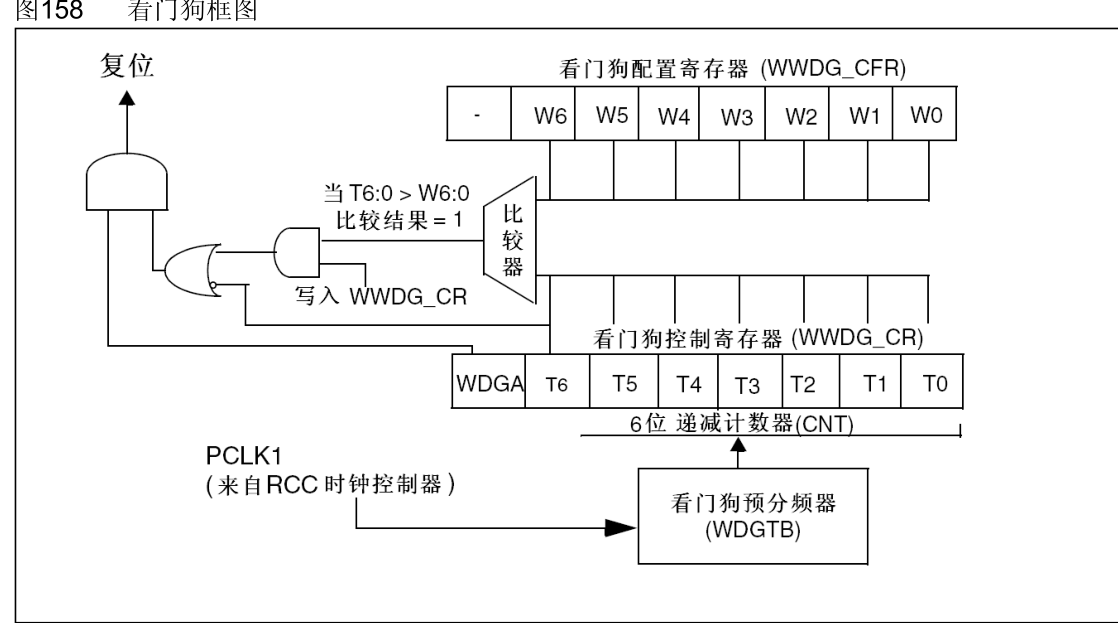 图158 看门狗框图
复位
看门狗配置寄存器 (WWDG_CFR)
- W6 W5 W4 W3 W2 W1 W0
当 T6:0 > W6:0
比较结果 = 1
比较器
写入 WWDG_CR
看门狗控制寄存器 (WWDG_CR)
WDGA T6 T5 T4 T3 T2 T1 T0
6位 递减计数器(CNT)
PCLK1
(来自RCC 时钟控制器)
看门狗预分频器
(WDGTB)